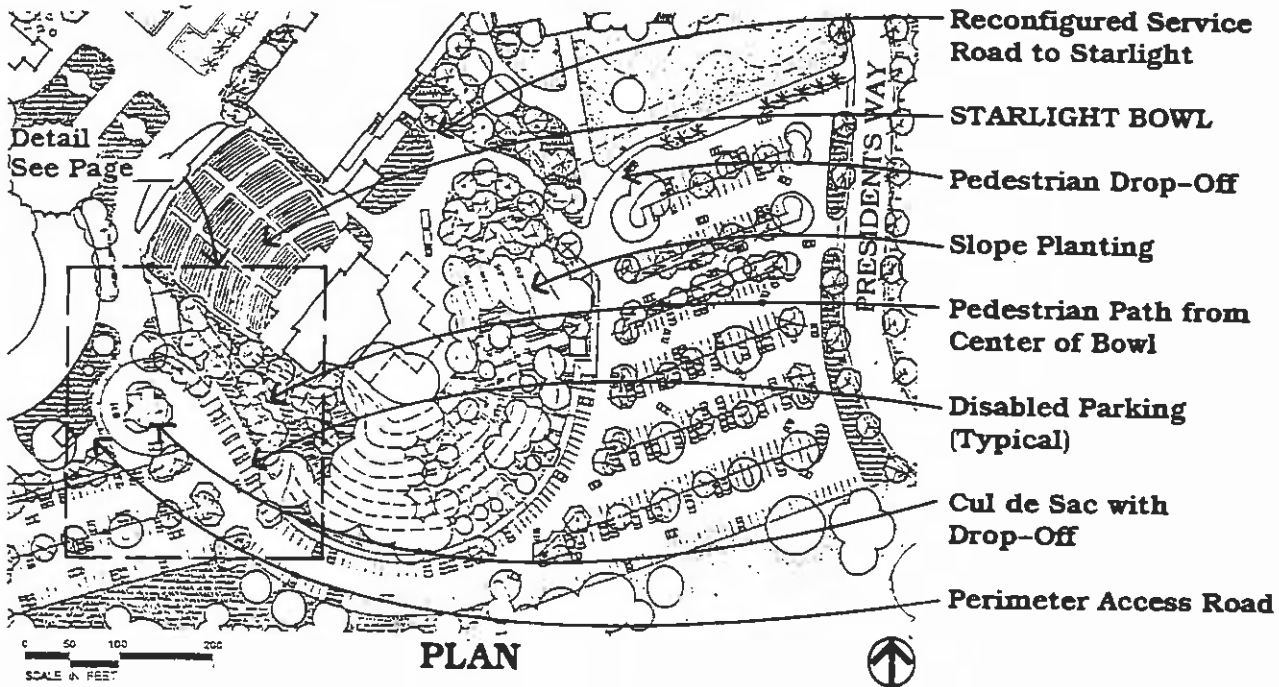 Reconfigured Service
Road to Starlight
STARLIGHT BOWL
Detail
See Page
Pedestrian Drop-Off
PRESIDENTS WAY
Slope Planting
Pedestrian Path from
Center of Bowl
Disabled Parking
(Typical)
Cul de Sac with
Drop-Off
Perimeter Access Road
0 50 100 200
SCALE IN FEET
PLAN